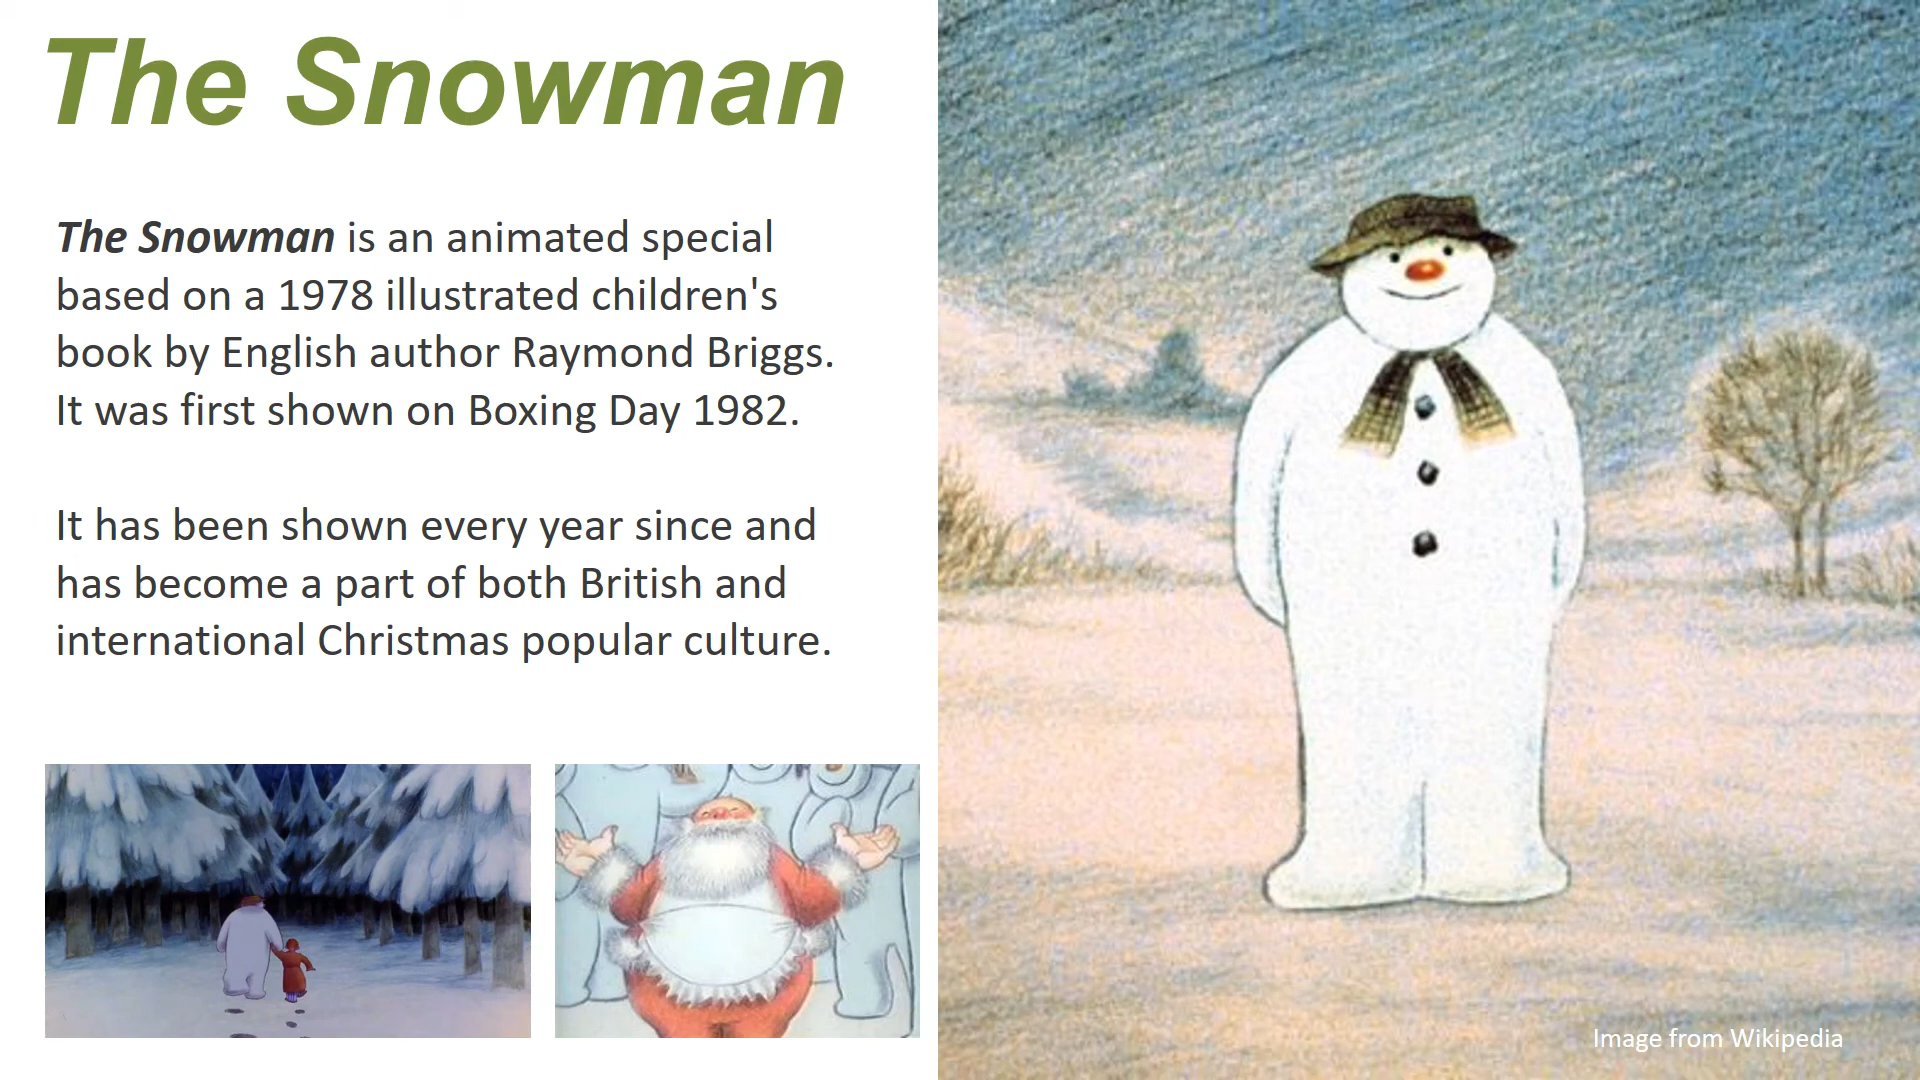 The Snowman
The Snowman is an animated special
based on a 1978 illustrated children's
book by English author Raymond Briggs.
It was first shown on Boxing Day 1982.
It has been shown every year since and
has become a part of both British and
international Christmas popular culture.
Image from Wikipedia